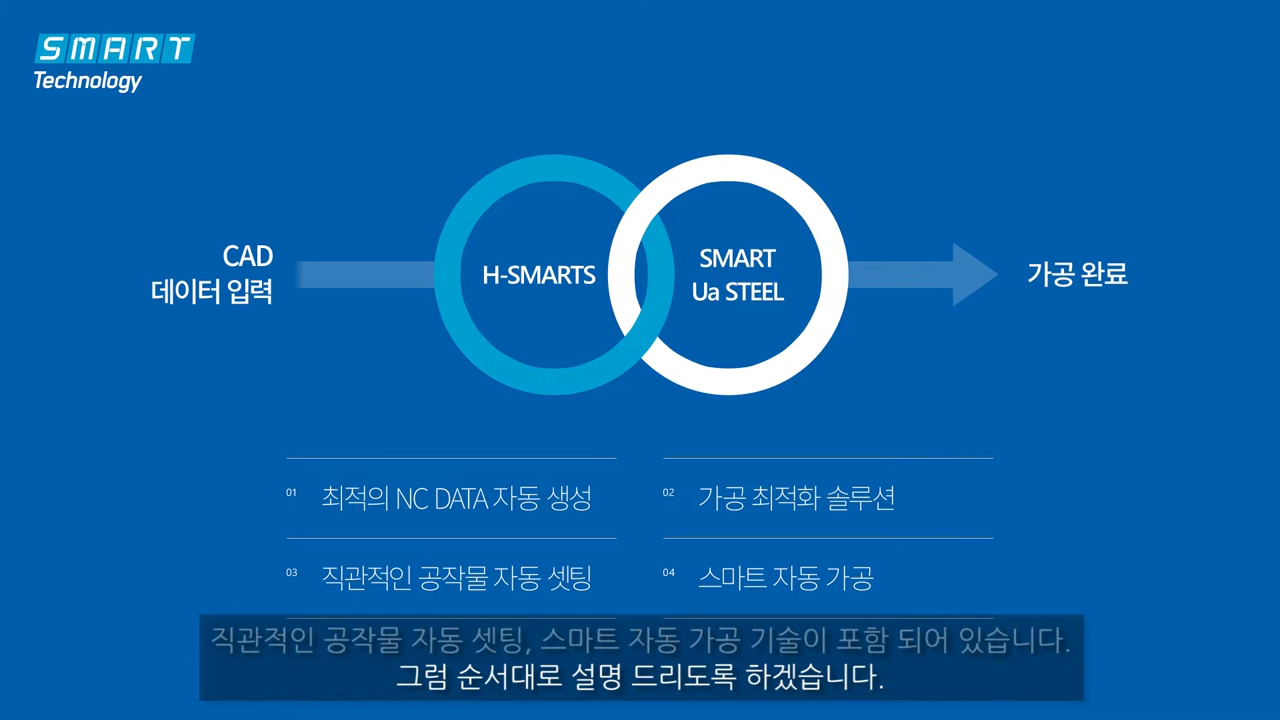 SMART
Technology
CAD
데이터 입력
H-SMARTS
SMART
Ua STEEL
가공 완료
01 최적의 NC DATA 자동 생성
02 가공 최적화 솔루션
03 직관적인 공작물 자동 셋팅
04 스마트 자동 가공
직관적인 공작물 자동 셋팅, 스마트 자동 가공 기술이 포함 되어 있습니다.
그럼 순서대로 설명 드리도록 하겠습니다.